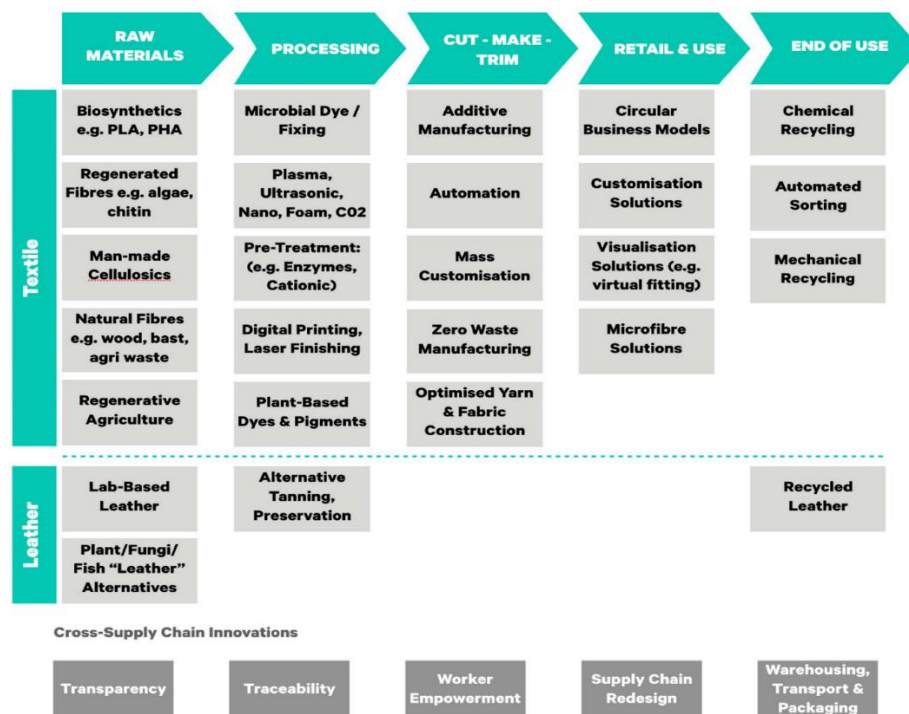 RAW
MATERIALS
PROCESSING
CUT - MAKE -
TRIM
RETAIL & USE
END OF USE
Textile
Biosynthetics
e.g. PLA, PHA
Regenerated
Fibres e.g. algae,
chitin
Man-made
Cellulosics
Natural Fibres
e.g. wood, bast,
agri waste
Regenerative
Agriculture
Microbial Dye /
Fixing
Plasma,
Ultrasonic,
Nano, Foam, C02
Pre-Treatment:
(e.g. Enzymes,
Cationic)
Digital Printing,
Laser Finishing
Plant-Based
Dyes & Pigments
Additive
Manufacturing
Automation
Mass
Customisation
Zero Waste
Manufacturing
Optimised Yarn
& Fabric
Construction
Circular
Business Models
Customisation
Solutions
Visualisation
Solutions (e.g.
virtual fitting)
Microfibre
Solutions
Chemical
Recycling
Automated
Sorting
Mechanical
Recycling
Leather
Lab-Based
Leather
Plant/Fungi/
Fish “Leather”
Alternatives
Alternative
Tanning,
Preservation
Recycled
Leather
Cross-Supply Chain Innovations
Transparency
Traceability
Worker
Empowerment
Supply Chain
Redesign
Warehousing,
Transport &
Packaging